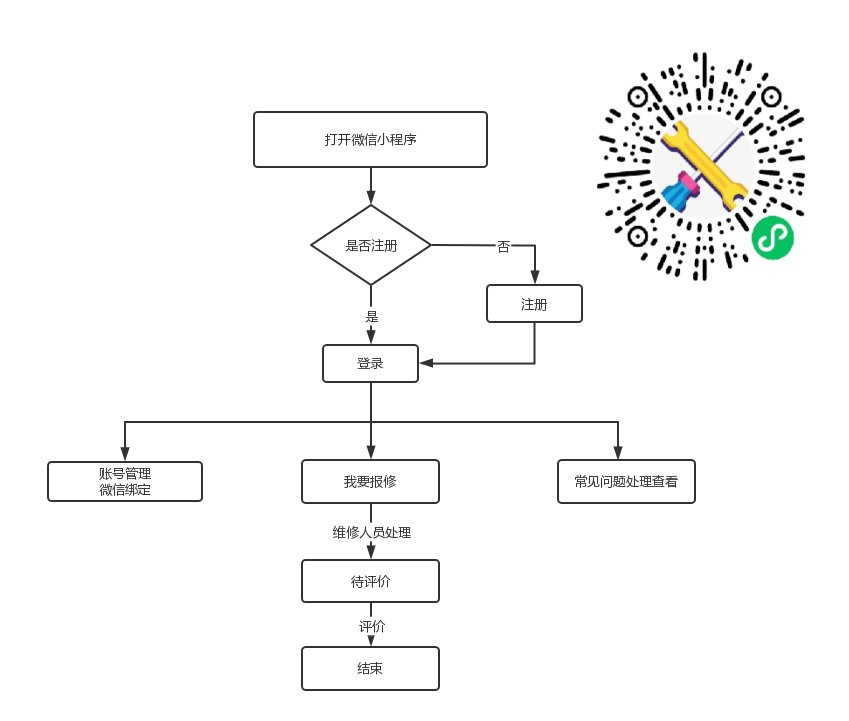 打开微信小程序
是否注册
否
注册
是
登录
账号管理
微信绑定
我要报修
常见问题处理查看
维修人员处理
待评价
评价
结束